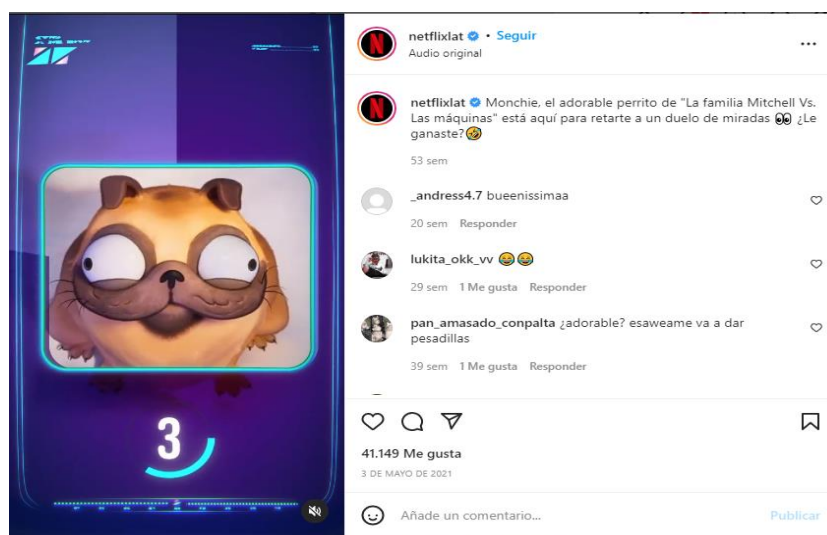 netflixlat • Seguir
Audio original
netflixlat Monchie, el adorable perrito de "La familia Mitchell Vs.
Las máquinas" está aquí para retarte a un duelo de miradas 👀 ¿Le
ganaste?🤣
53 sem
_andress4.7 bueenissimaa
20 sem Responder
lukita_okk_vv 😂😂
29 sem 1 Me gusta Responder
pan_amasado_conpalta ¿adorable? esaweame va a dar
pesadillas
39 sem 1 Me gusta Responder
3
41.149 Me gusta
3 DE MAYO DE 2021
Añade un comentario...
Publicar